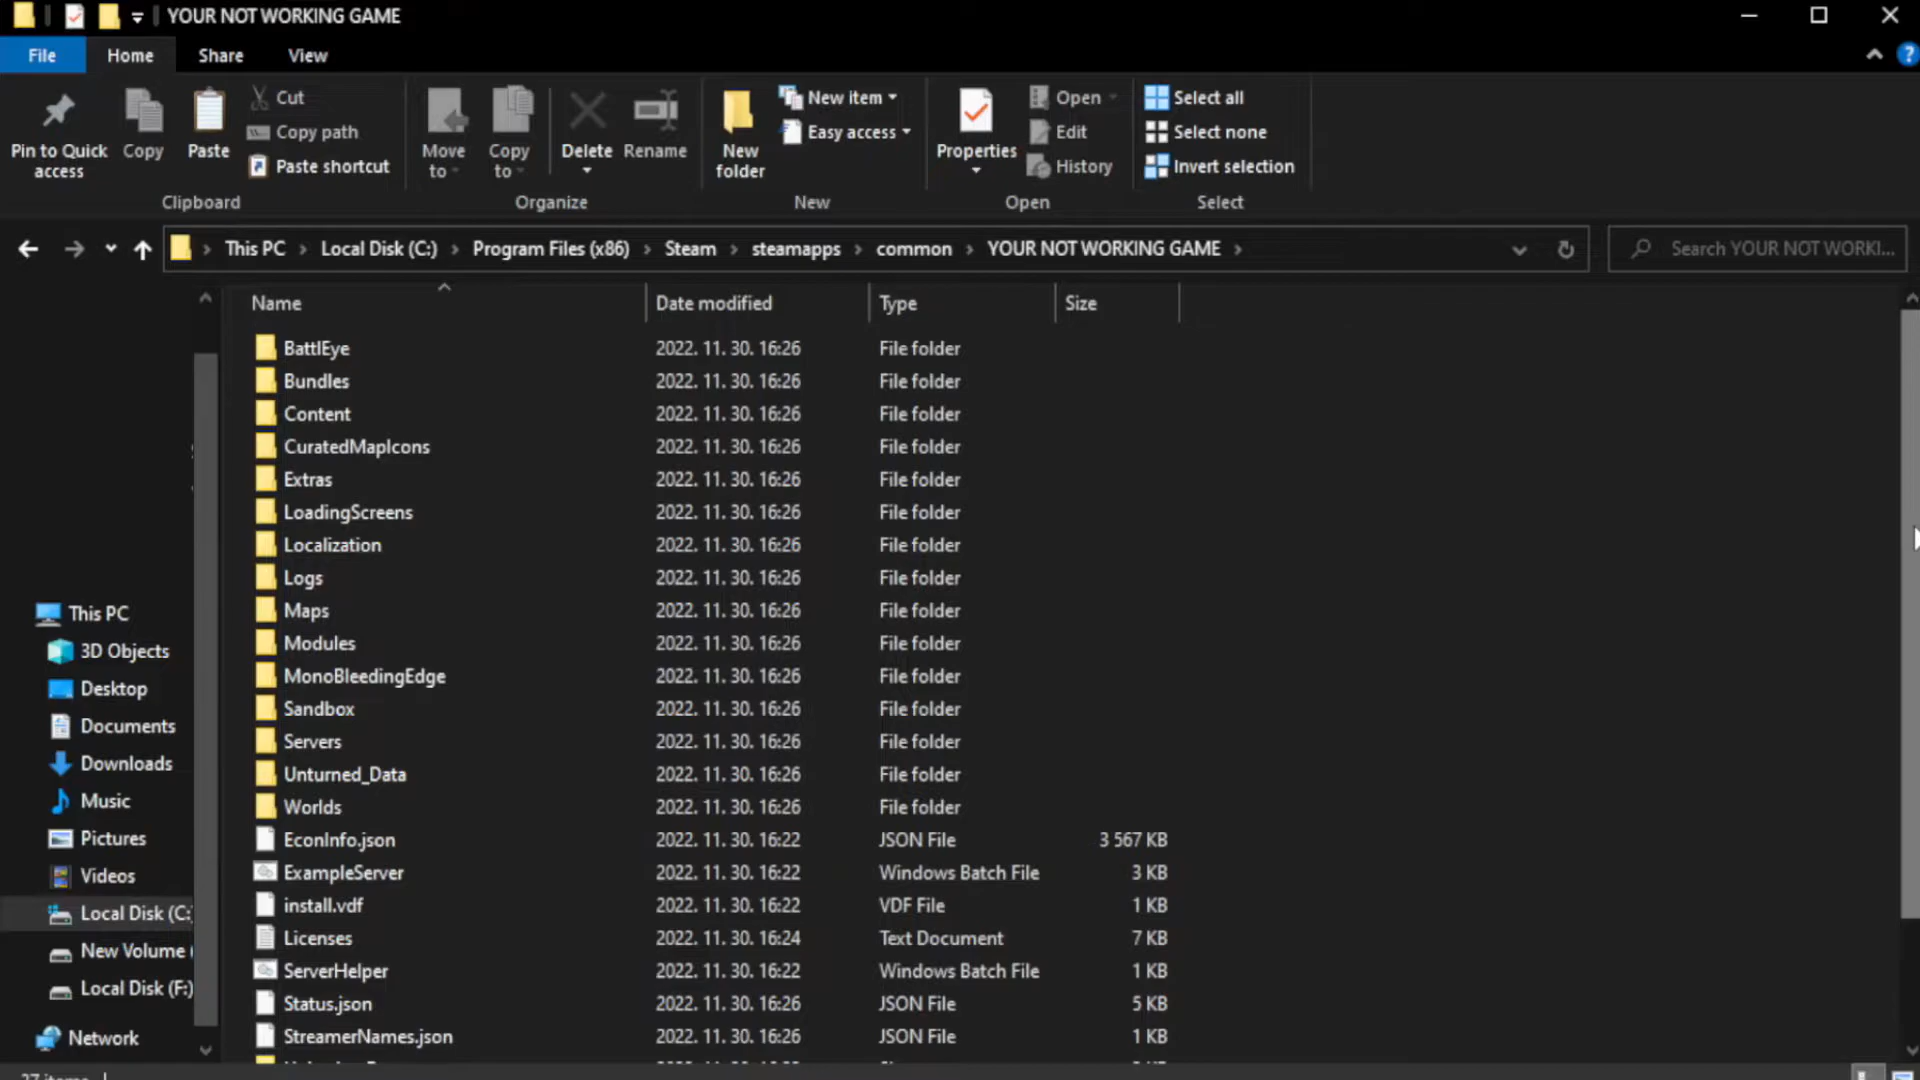 YOUR NOT WORKING GAME
File Home Share View
Pin to Quick access
Copy
Paste
Cut
Copy path
Paste shortcut
Move to
Copy to
Delete
Rename
New folder
New item
Easy access
Properties
Open
Edit
History
Select all
Select none
Invert selection
Clipboard Organize New Open Select
This PC Local Disk (C:) Program Files (x86) Steam steamapps common YOUR NOT WORKING GAME
Search YOUR NOT WORKI...
Name Date modified Type Size
BattlEye 2022. 11. 30. 16:26 File folder
Bundles 2022. 11. 30. 16:26 File folder
Content 2022. 11. 30. 16:26 File folder
CuratedMapIcons 2022. 11. 30. 16:26 File folder
Extras 2022. 11. 30. 16:26 File folder
LoadingScreens 2022. 11. 30. 16:26 File folder
Localization 2022. 11. 30. 16:26 File folder
Logs 2022. 11. 30. 16:26 File folder
Maps 2022. 11. 30. 16:26 File folder
Modules 2022. 11. 30. 16:26 File folder
MonoBleedingEdge 2022. 11. 30. 16:26 File folder
Sandbox 2022. 11. 30. 16:26 File folder
Servers 2022. 11. 30. 16:26 File folder
Unturned_Data 2022. 11. 30. 16:26 File folder
Worlds 2022. 11. 30. 16:26 File folder
EconInfo.json 2022. 11. 30. 16:22 JSON File 3 567 KB
ExampleServer 2022. 11. 30. 16:22 Windows Batch File 3 KB
install.vdf 2022. 11. 30. 16:22 VDF File 1 KB
Licenses 2022. 11. 30. 16:24 Text Document 7 KB
ServerHelper 2022. 11. 30. 16:22 Windows Batch File 1 KB
Status.json 2022. 11. 30. 16:26 JSON File 5 KB
StreamerNames.json 2022. 11. 30. 16:26 JSON File 1 KB
This PC
3D Objects
Desktop
Documents
Downloads
Music
Pictures
Videos
Local Disk (C:
New Volume (
Local Disk (F:)
Network